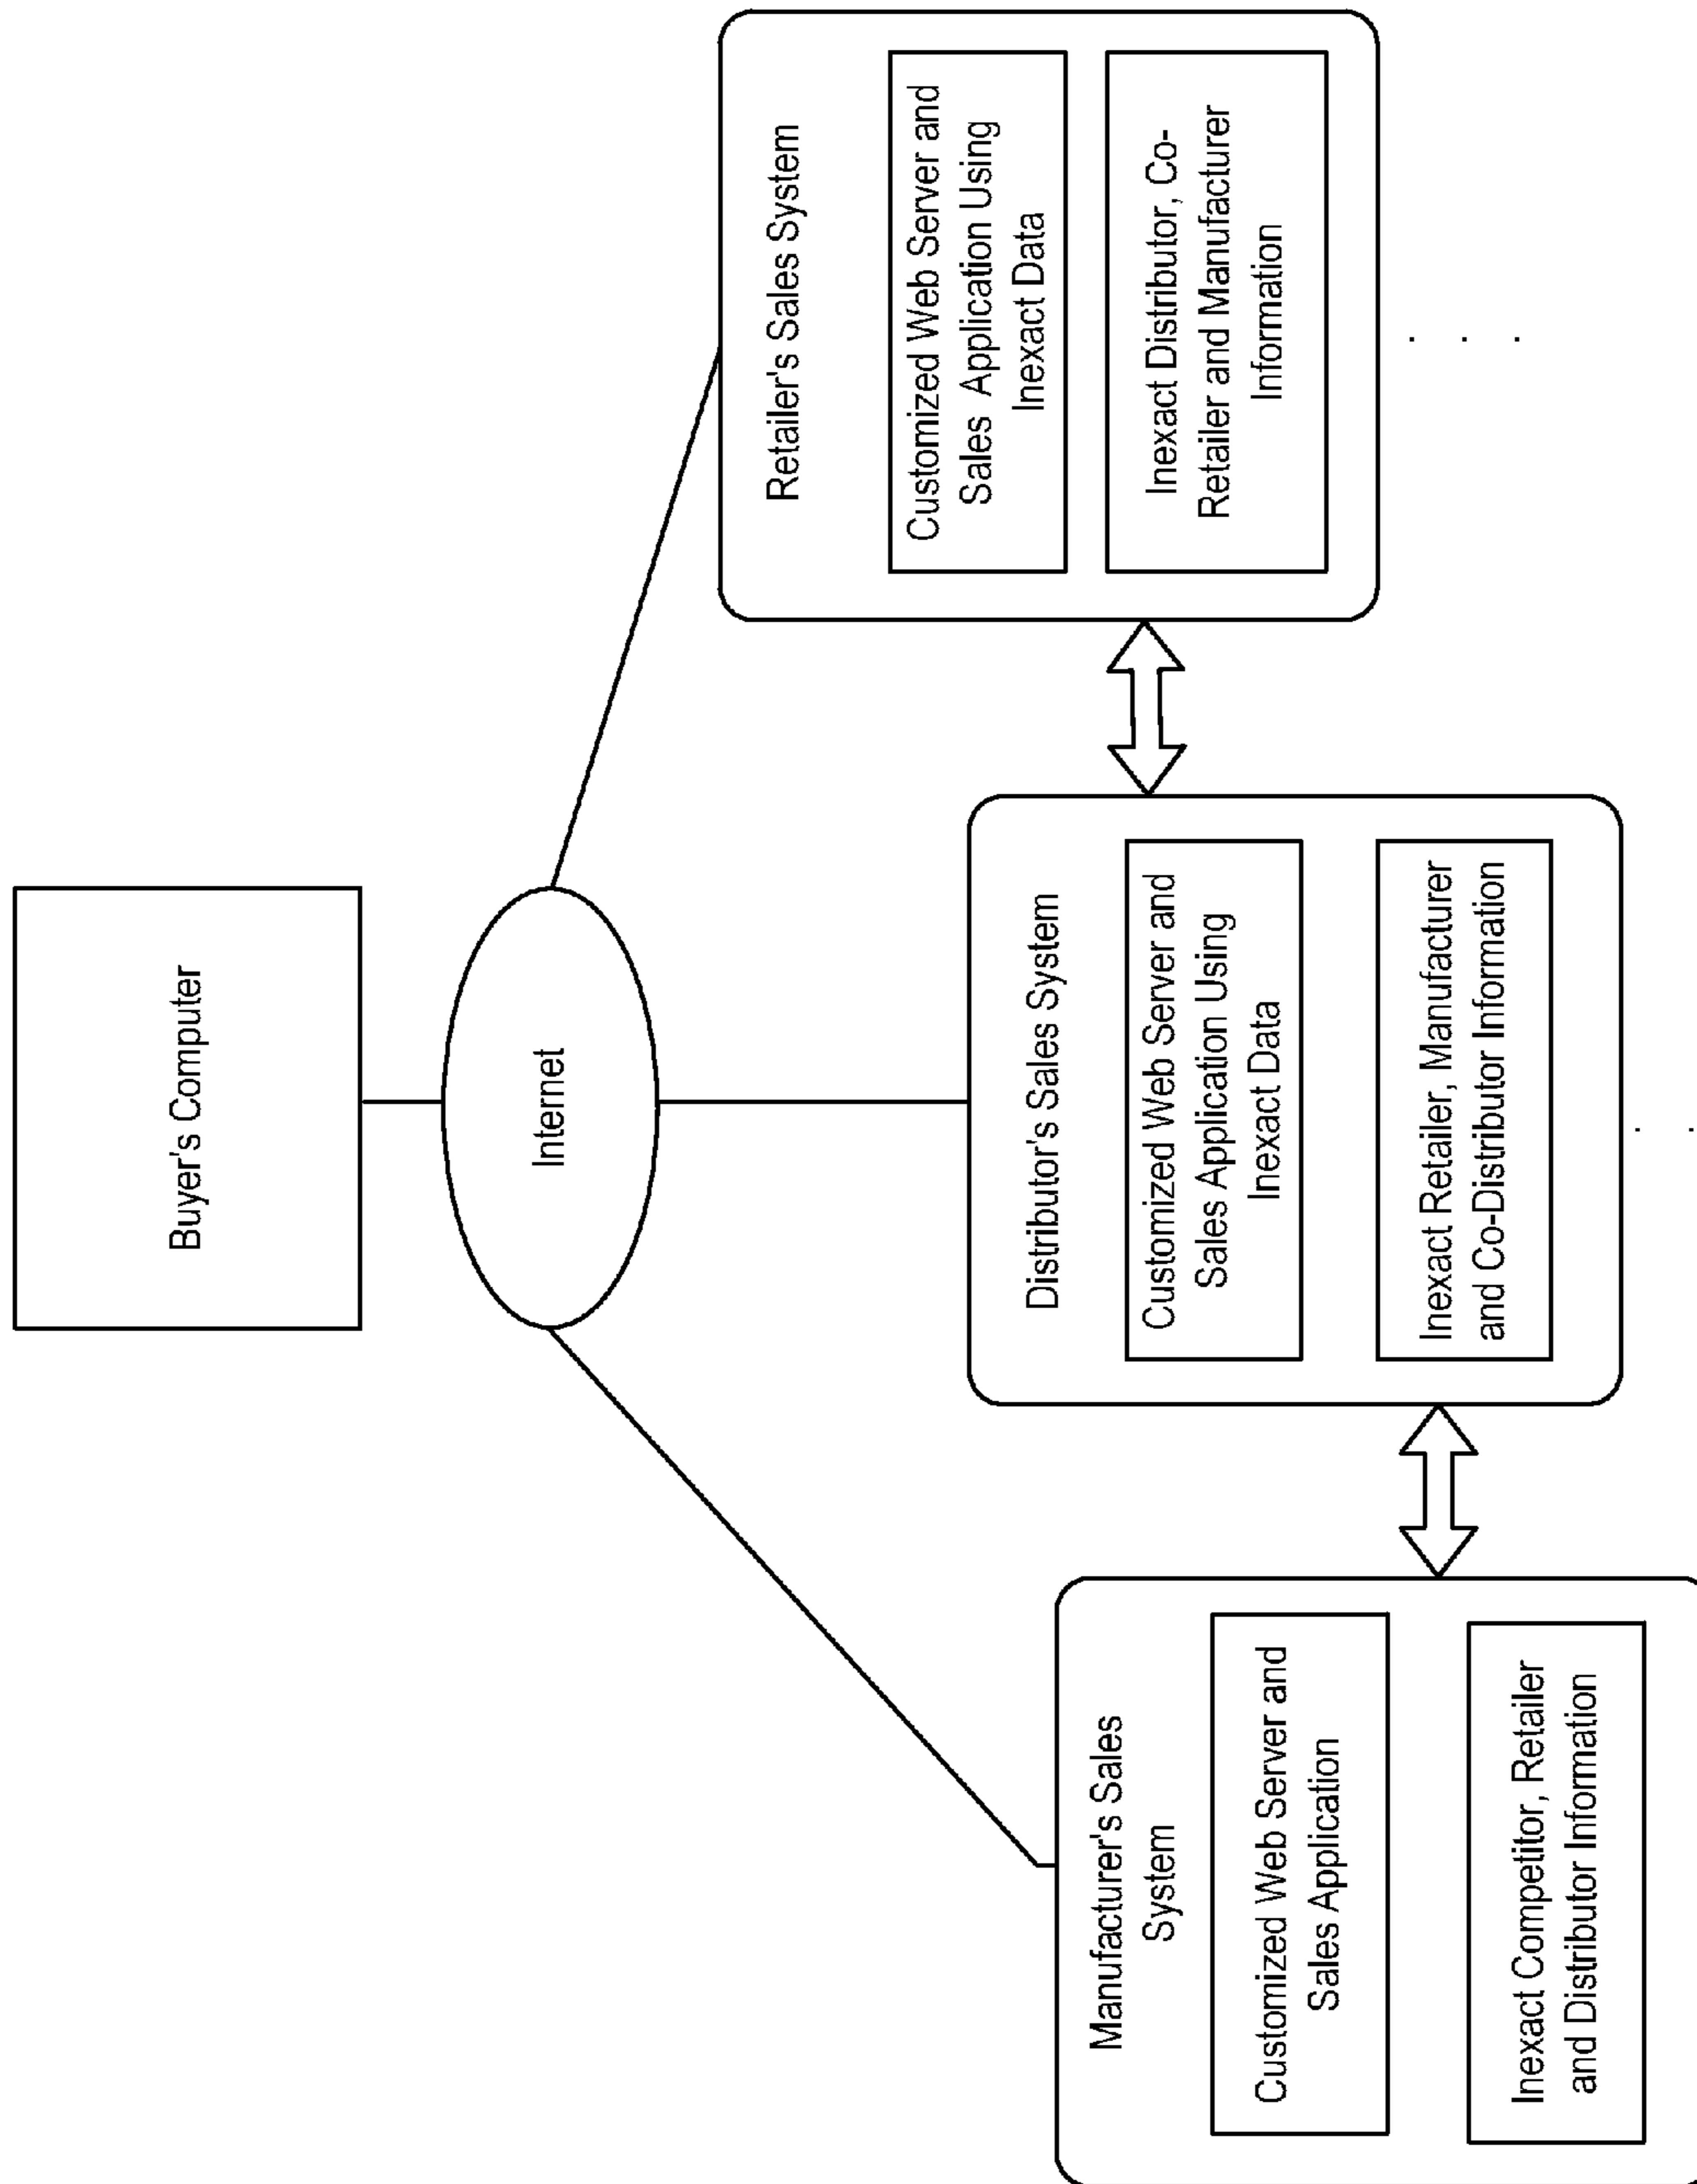 Buyer's Computer
Internet
Manufacturer's Sales
System
Customized Web Server and
Sales Application
Inexact Competitor, Retailer
and Distributor Information
Distributor's Sales System
Customized Web Server and
Sales Application Using
Inexact Data
Inexact Retailer, Manufacturer
and Co-Distributor Information
Retailer's Sales System
Customized Web Server and
Sales Application Using
Inexact Data
Inexact Distributor, Co-
Retailer and Manufacturer
Information